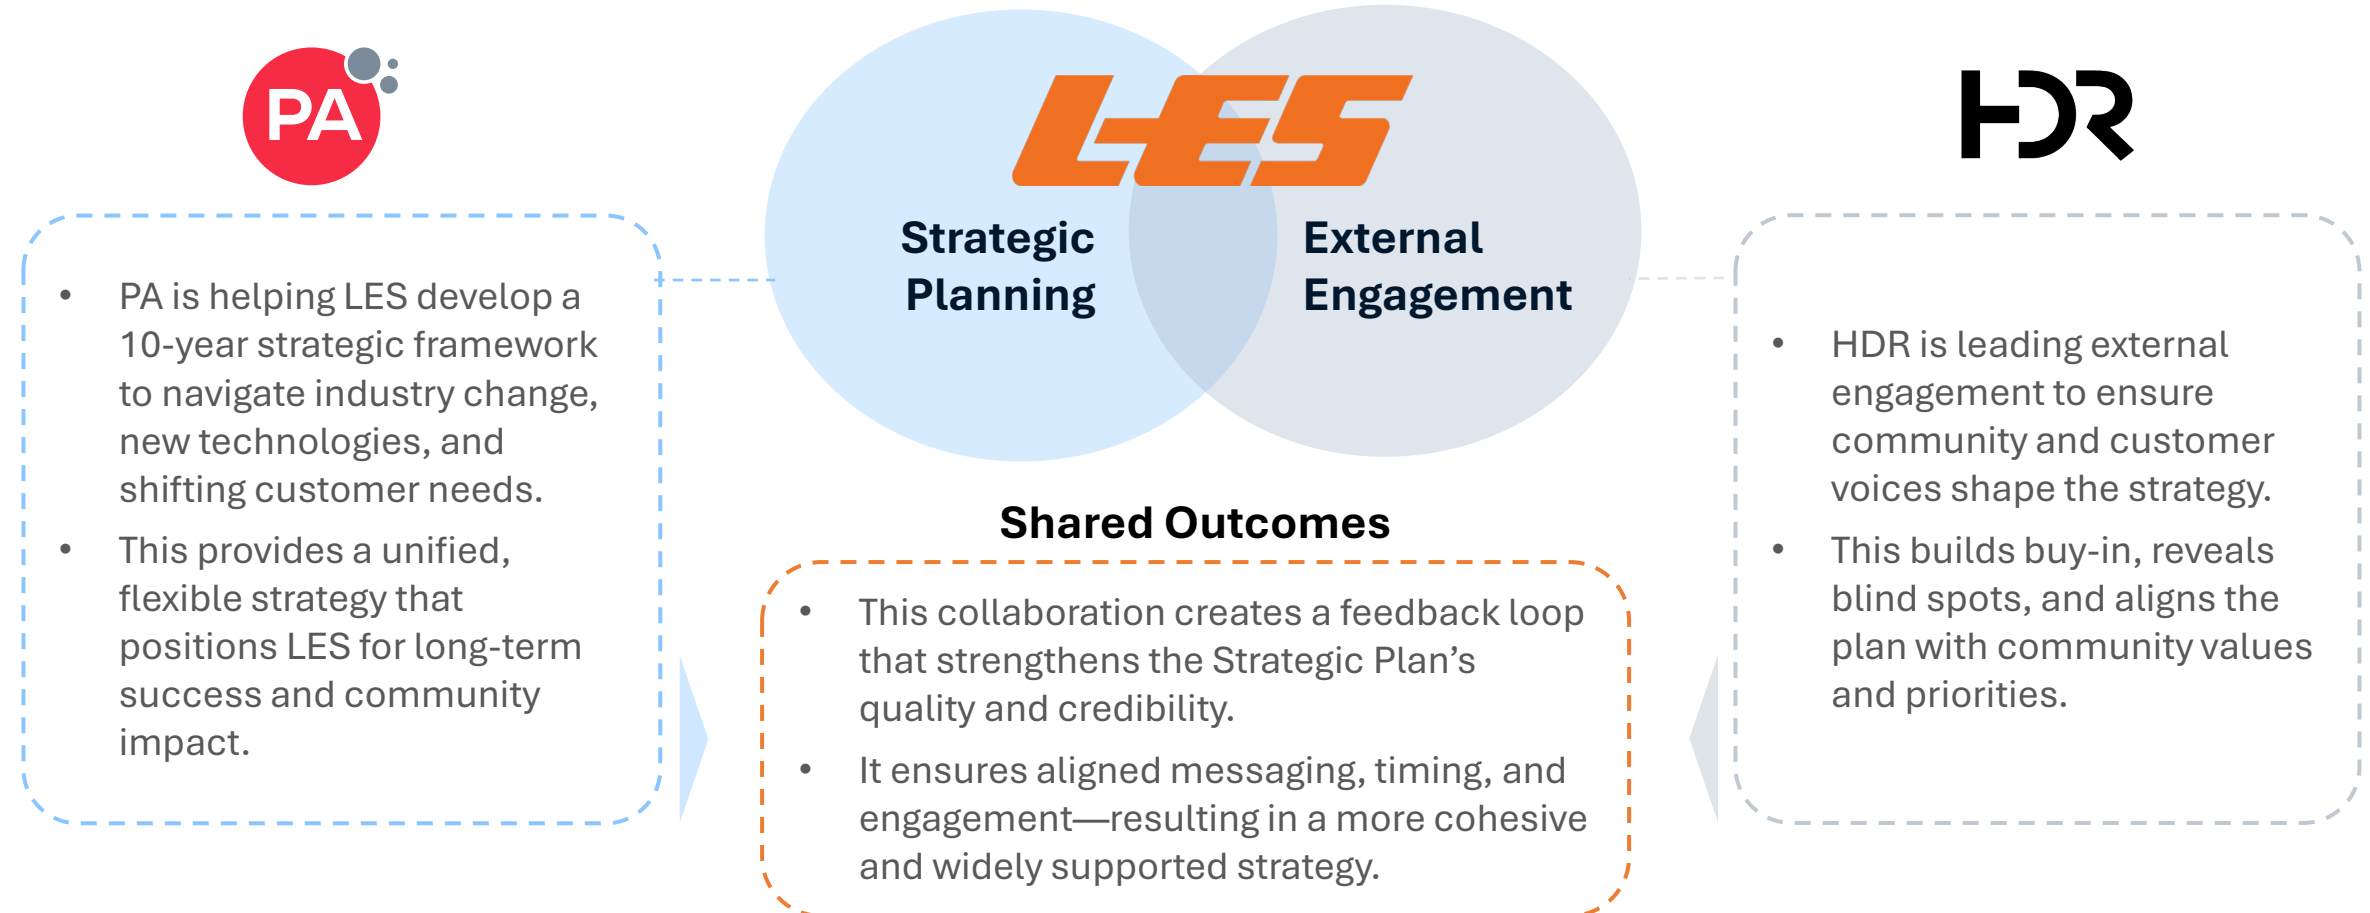 PA
• PA is helping LES develop a
10-year strategic framework
to navigate industry change,
new technologies, and
shifting customer needs.
• This provides a unified,
flexible strategy that
positions LES for long-term
success and community
impact.
LES
Strategic
Planning
External
Engagement
Shared Outcomes
• This collaboration creates a feedback loop
that strengthens the Strategic Plan’s
quality and credibility.
• It ensures aligned messaging, timing, and
engagement—resulting in a more cohesive
and widely supported strategy.
HDR
• HDR is leading external
engagement to ensure
community and customer
voices shape the strategy.
• This builds buy-in, reveals
blind spots, and aligns the
plan with community values
and priorities.